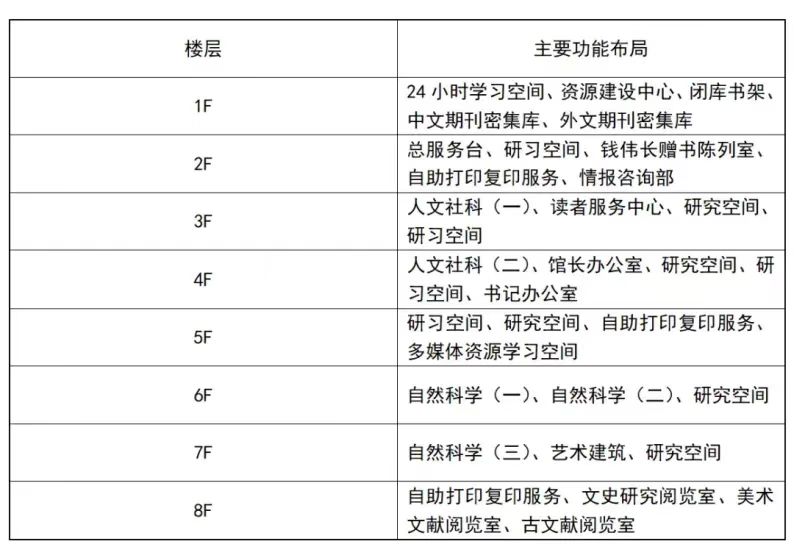 楼层
主要功能布局
1F
24 小时学习空间、资源建设中心、闭库书架、
中文期刊密集库、外文期刊密集库
2F
总服务台、研习空间、钱伟长赠书陈列室、
自助打印复印服务、情报咨询部
3F
人文社科（一）、读者服务中心、研究空间、
研习空间
4F
人文社科（二）、馆长办公室、研究空间、研
习空间、书记办公室
5F
研习空间、研究空间、自助打印复印服务、
多媒体资源学习空间
6F
自然科学（一）、自然科学（二）、研究空间
7F
自然科学（三）、艺术建筑、研究空间
8F
自助打印复印服务、文史研究阅览室、美术
文献阅览室、古文献阅览室